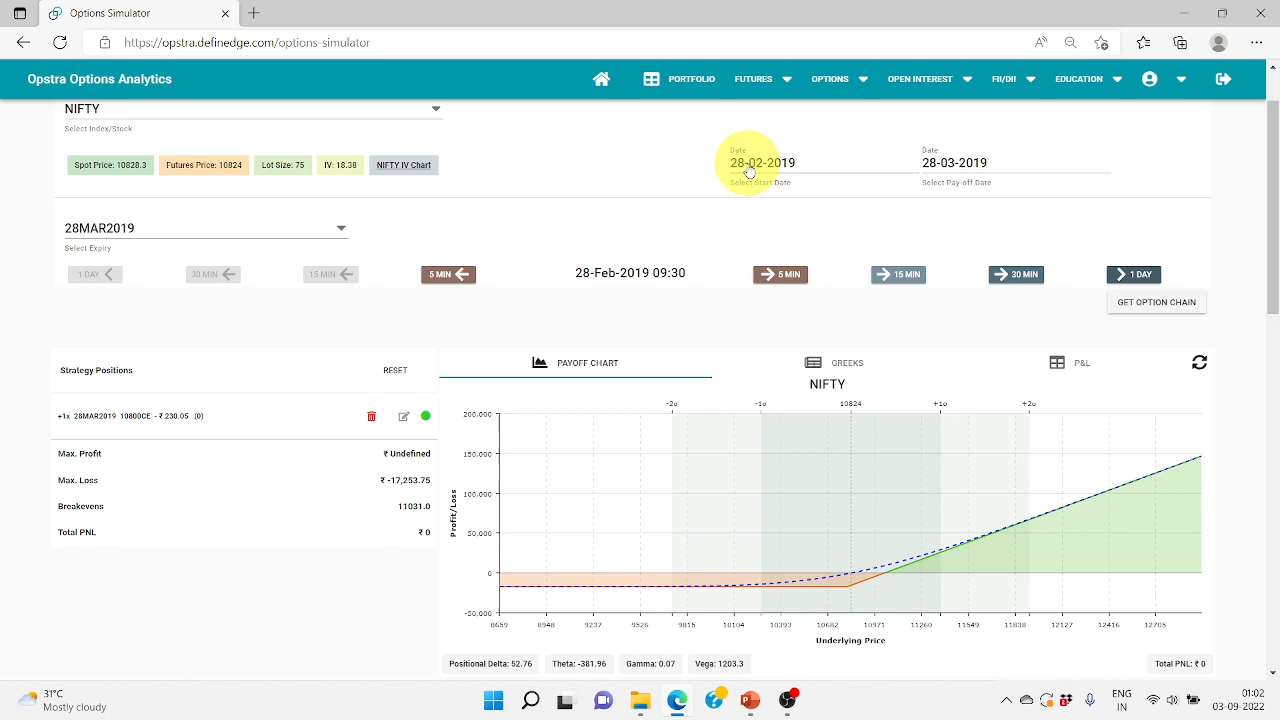 Options Simulator
https://opstra.definedge.com/options-simulator
Opstra Options Analytics
PORTFOLIO
FUTURES
OPTIONS
OPEN INTEREST
FII/DII
EDUCATION
NIFTY
Select Index/Stock
Spot Price: 10828.3
Futures Price: 10824
Lot Size: 75
IV: 18.38
NIFTY IV Chart
Date
28-02-2019
Select Start Date
Date
28-03-2019
Select Pay-off Date
28MAR2019
Select Expiry
1 DAY
30 MIN
15 MIN
5 MIN
28-Feb-2019 09:30
5 MIN
15 MIN
30 MIN
1 DAY
GET OPTION CHAIN
Strategy Positions
RESET
+1x 28MAR2019 10800CE - ₹ 230.05 (0)
Max. Profit
₹ Undefined
Max. Loss
₹ -17,253.75
Breakevens
11031.0
Total PNL
₹ 0
PAYOFF CHART
GREEKS
P&L
NIFTY
-2σ
-1σ
10824
+1σ
+2σ
200,000
150,000
100,000
50,000
0
-50,000
Profit/Loss
8659
8948
9237
9526
9815
10104
10393
10682
10971
11260
11549
11838
12127
12416
12705
Underlying Price
Positional Delta: 52.76
Theta: -381.96
Gamma: 0.07
Vega: 1203.3
Total PNL: ₹ 0
31°C
Mostly cloudy
ENG
IN
01:02
03-09-2022